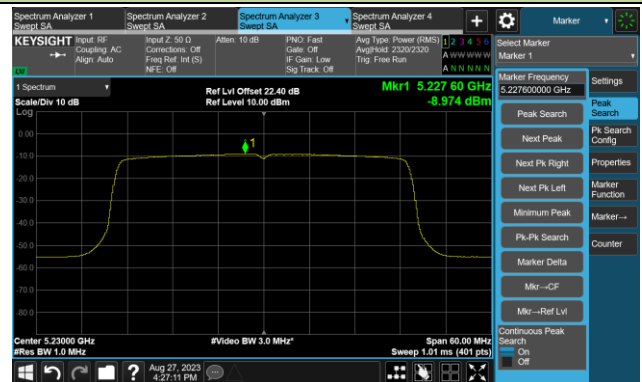 Spectrum Analyzer 1
Swept SA
Spectrum Analyzer 2
Swept SA
Spectrum Analyzer 3
Swept SA
Spectrum Analyzer 4
Swept SA
+
Marker
KEYSIGHT
Input: RF
Coupling: AC
Align: Auto
Input Z: 50 Ω
Corrections: Off
Freq Ref: Int (S)
NFE: Off
Atten: 10 dB
PNO: Fast
Gate: Off
IF Gain: Low
Sig Track: Off
Avg Type: Power (RMS)
Avg|Hold: 2320/2320
Trig: Free Run
1 2 3 4 5 6
A W W W W W
A N N N N N
Select Marker
Marker 1
1 Spectrum
Scale/Div 10 dB
Log
Ref Lvl Offset 22.40 dB
Ref Level 10.00 dBm
Mkr1 5.227 60 GHz
-8.974 dBm
0.00
-10.0
-20.0
-30.0
-40.0
-50.0
-60.0
-70.0
-80.0
1
Center 5.23000 GHz
#Res BW 1.0 MHz
#Video BW 3.0 MHz*
Span 60.00 MHz
Sweep 1.01 ms (401 pts)
Marker Frequency
5.227600000 GHz
Peak Search
Next Peak
Next Pk Right
Next Pk Left
Minimum Peak
Pk-Pk Search
Marker Delta
Mkr→CF
Mkr→Ref Lvl
Continuous Peak
Search
On
Off
Settings
Peak
Search
Pk Search
Config
Properties
Marker
Function
Marker→
Counter
?
Aug 27, 2023
4:27:11 PM